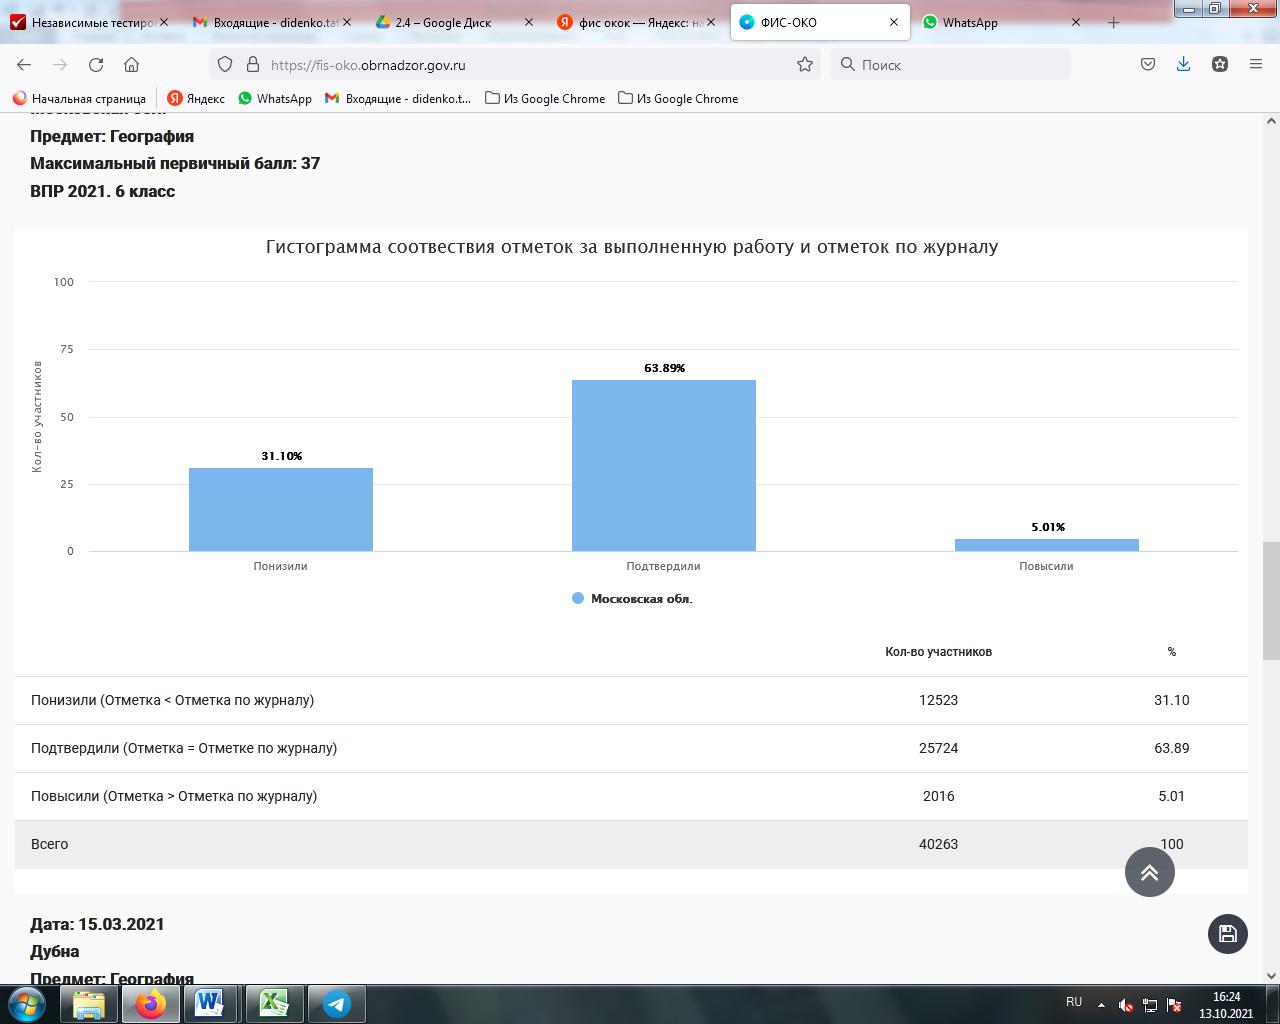 Независимые тестиро
Входящие - didenko.tat
2.4 – Google Диск
фис окок — Яндекс: на
ФИС-ОКО
WhatsApp
https://fis-oko.obrnadzor.gov.ru
Поиск
Начальная страница
Яндекс
WhatsApp
Входящие - didenko.t...
Из Google Chrome
Из Google Chrome
Предмет: География
Максимальный первичный балл: 37
ВПР 2021. 6 класс
Гистограмма соотвествия отметок за выполненную работу и отметок по журналу
Кол-во участников
100
75
50
25
0
31.10%
63.89%
5.01%
Понизили
Подтвердили
Повысили
Московская обл.
Кол-во участников %
Понизили (Отметка < Отметка по журналу) 12523 31.10
Подтвердили (Отметка = Отметке по журналу) 25724 63.89
Повысили (Отметка > Отметка по журналу) 2016 5.01
Всего 40263 100
Дата: 15.03.2021
Дубна
Предмет: География
RU
16:24
13.10.2021